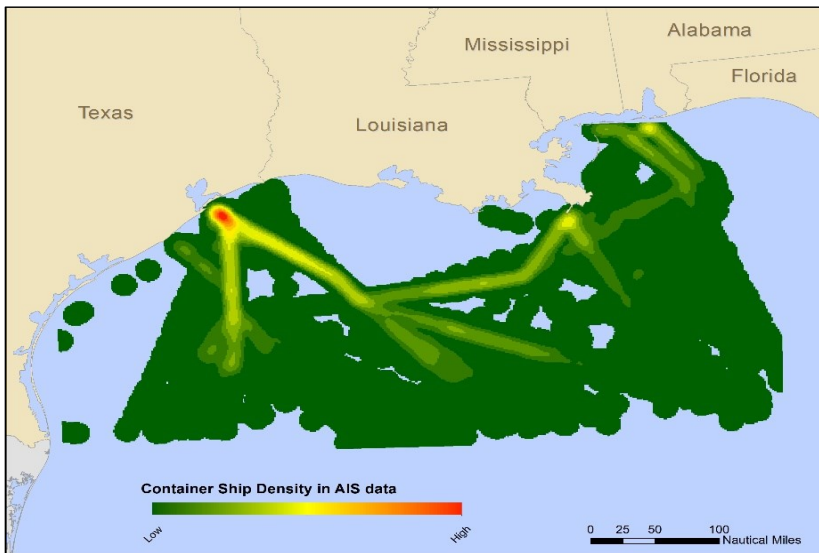 Alabama
Mississippi
Florida
Texas
Louisiana
Container Ship Density in AIS data
Low
High
0 25 50 100
Nautical Miles